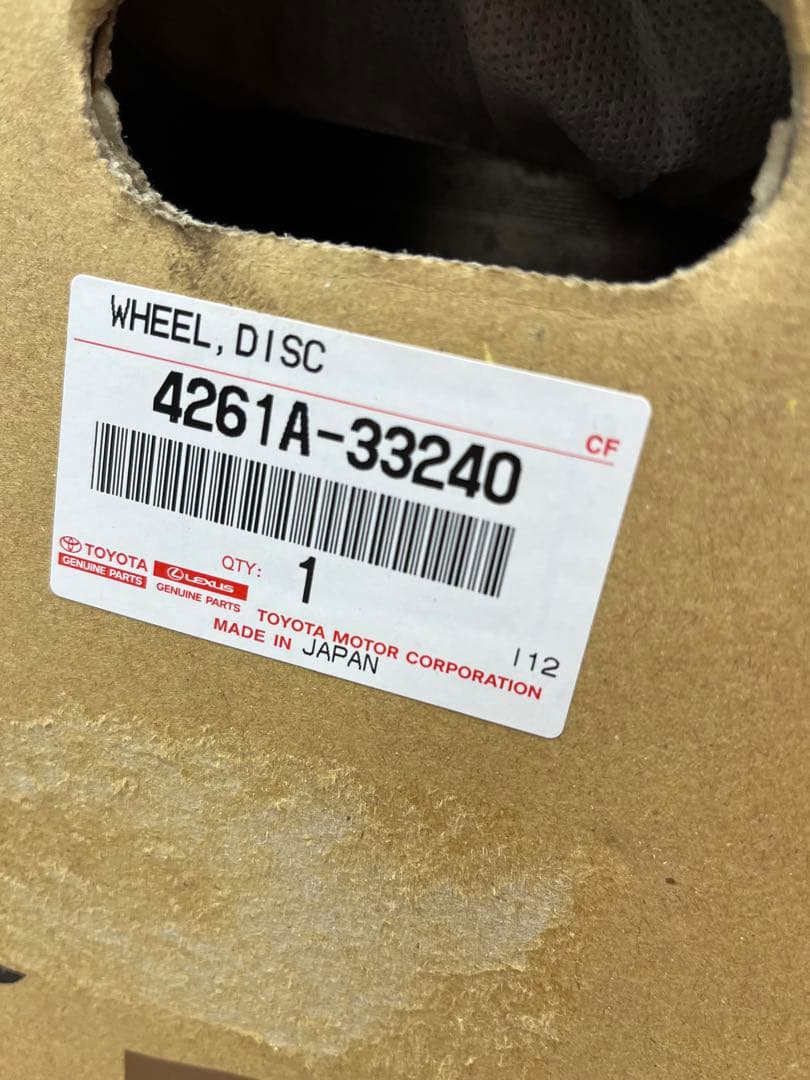 WHEEL, DISC
CF
4261A-33240
TOYOTA
GENUINE PARTS
LEXUS
GENUINE PARTS
QTY: 1
TOYOTA MOTOR CORPORATION
MADE IN JAPAN
112